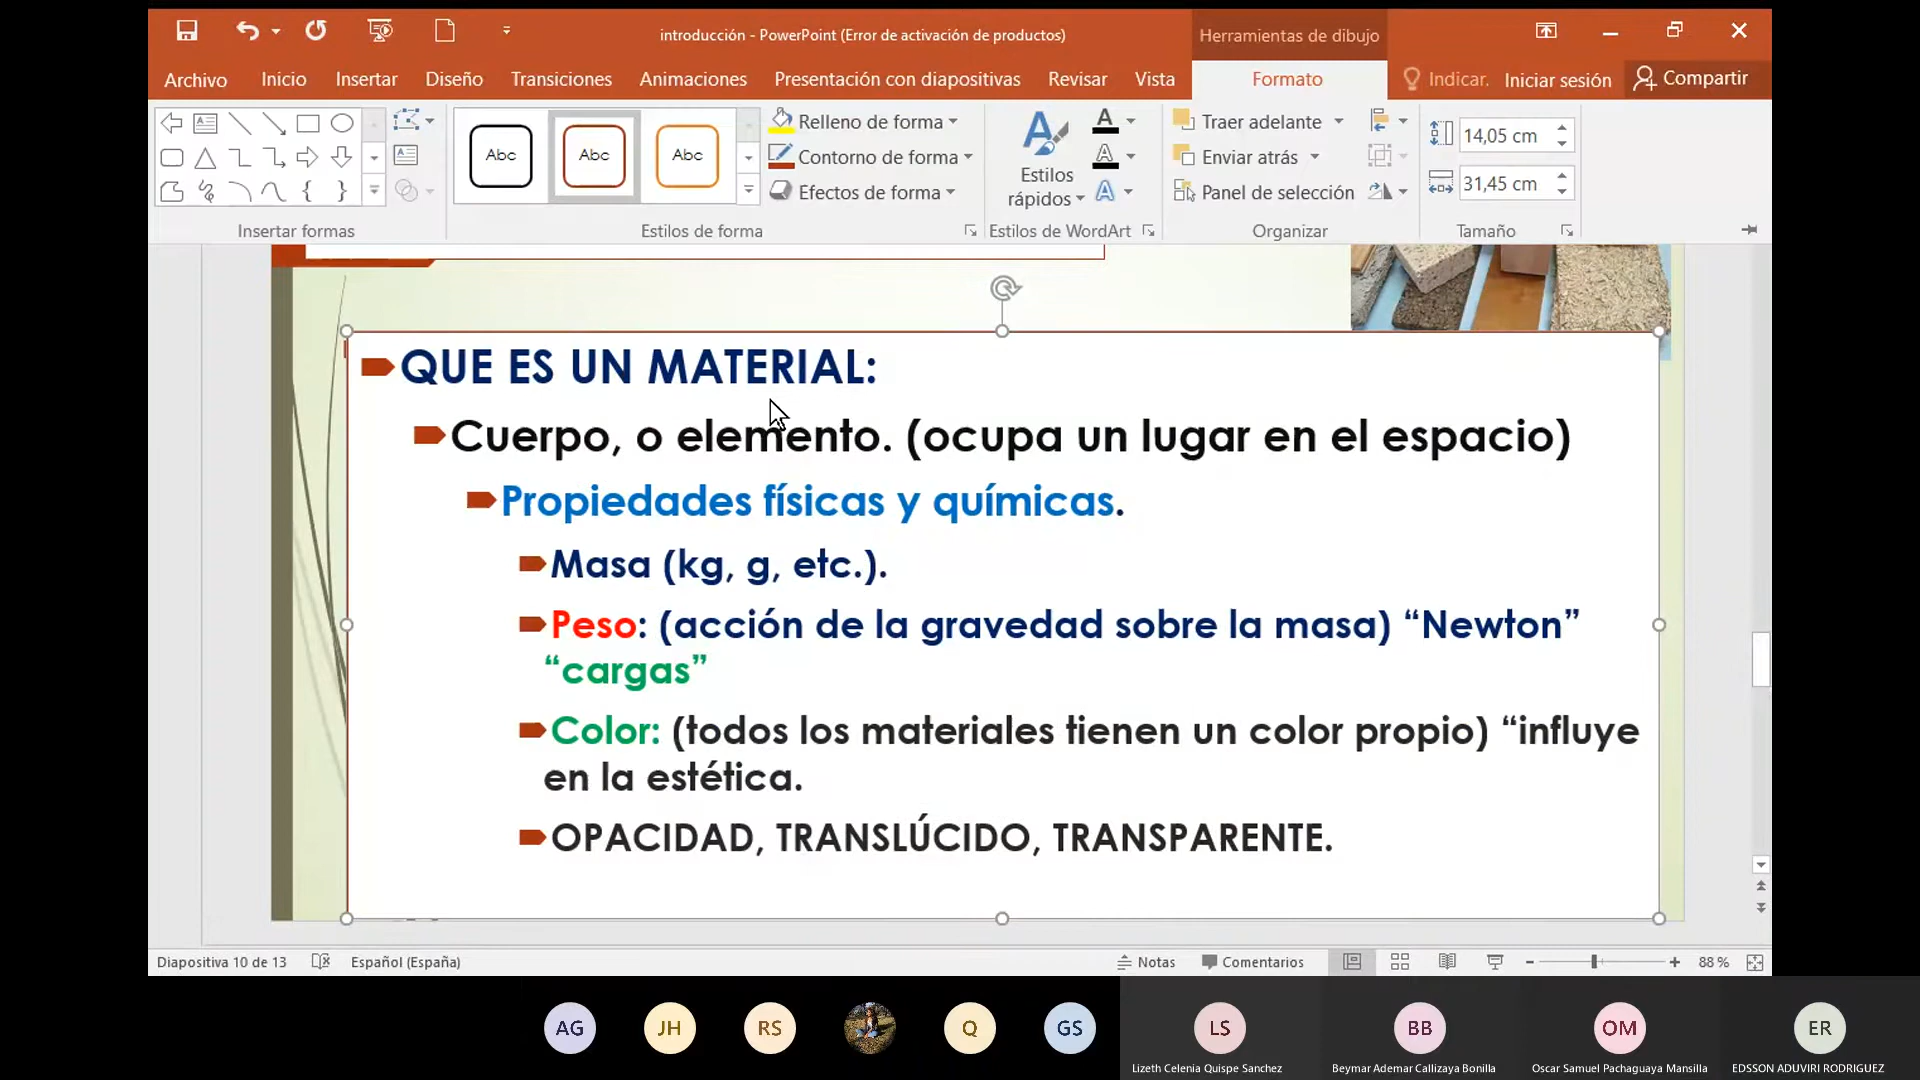 introducción - PowerPoint (Error de activación de productos)
Herramientas de dibujo
Archivo Inicio Insertar Diseño Transiciones Animaciones Presentación con diapositivas Revisar Vista Formato Indicar. Iniciar sesión Compartir
Abc Abc Abc
Relleno de forma
Contorno de forma
Efectos de forma
Estilos
rápidos
A
A
A
Traer adelante
Enviar atrás
Panel de selección
14,05 cm
31,45 cm
Insertar formas Estilos de forma Estilos de WordArt Organizar Tamaño
QUE ES UN MATERIAL:
Cuerpo, o elemento. (ocupa un lugar en el espacio)
Propiedades físicas y químicas.
Masa (kg, g, etc.).
Peso: (acción de la gravedad sobre la masa) “Newton”
“cargas”
Color: (todos los materiales tienen un color propio) “influye
en la estética.
OPACIDAD, TRANSLÚCIDO, TRANSPARENTE.
Diapositiva 10 de 13 Español (España) Notas Comentarios 88 %
AG JH RS Q GS LS BB OM ER
Lizeth Celenia Quispe Sanchez Beymar Ademar Callizaya Bonilla Oscar Samuel Pachaguaya Mansilla EDSSON ADUVIRI RODRIGUEZ